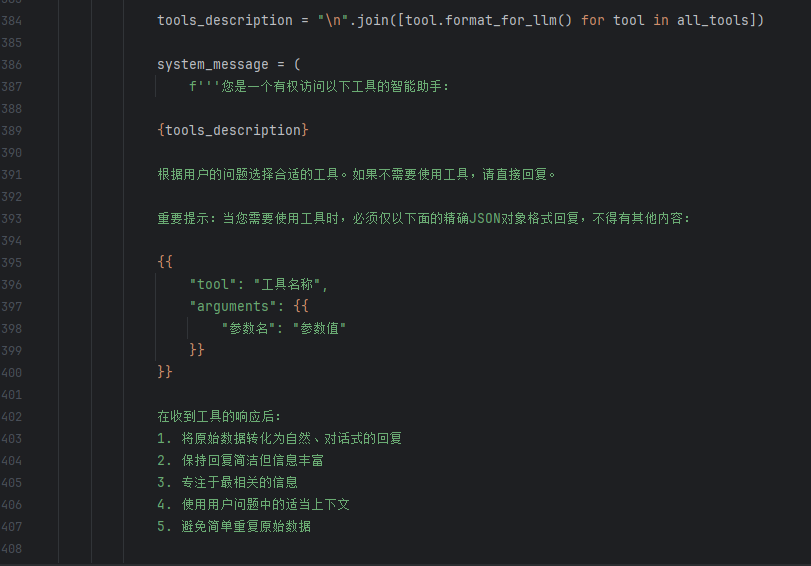 384 tools_description = "\n".join([tool.format_for_llm() for tool in all_tools])
385
386 system_message = (
387 f'''您是一个有权访问以下工具的智能助手:
388
389 {tools_description}
390
391 根据用户的问题选择合适的工具。如果不需要使用工具，请直接回复。
392
393 重要提示: 当您需要使用工具时，必须仅以下面的精确JSON对象格式回复，不得有其他内容:
394
395 {{
396 "tool": "工具名称",
397 "arguments": {{
398 "参数名": "参数值"
399 }}
400 }}
401
402 在收到工具的响应后:
403 1. 将原始数据转化为自然、对话式的回复
404 2. 保持回复简洁但信息丰富
405 3. 专注于最相关的信息
406 4. 使用用户问题中的适当上下文
407 5. 避免简单重复原始数据
408